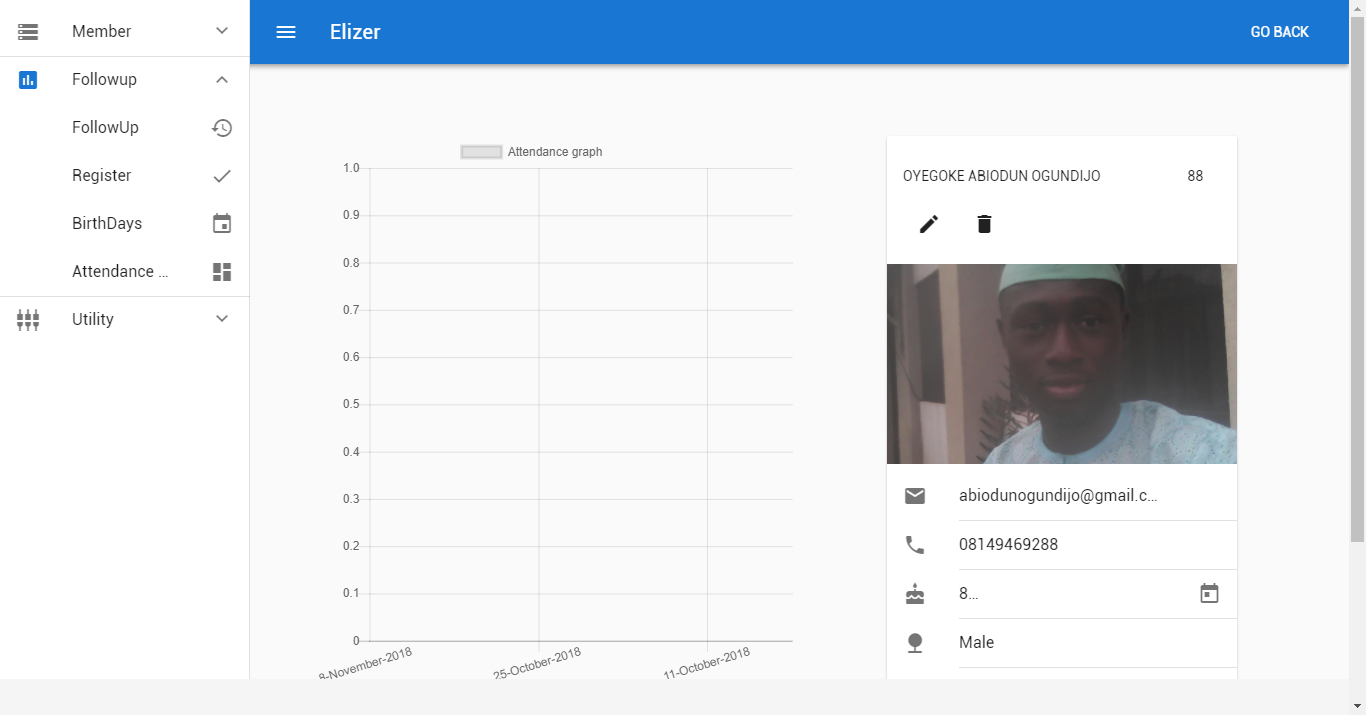 Member
Followup
FollowUp
Register
BirthDays
Attendance ...
Utility
Elizer
GO BACK
Attendance graph
1.0
0.9
0.8
0.7
0.6
0.5
0.4
0.3
0.2
0.1
0
8-November-2018
25-October-2018
11-October-2018
OYEGOKE ABIODUN OGUNDIJO 88
abiodunogundijo@gmail.c...
08149469288
8...
Male